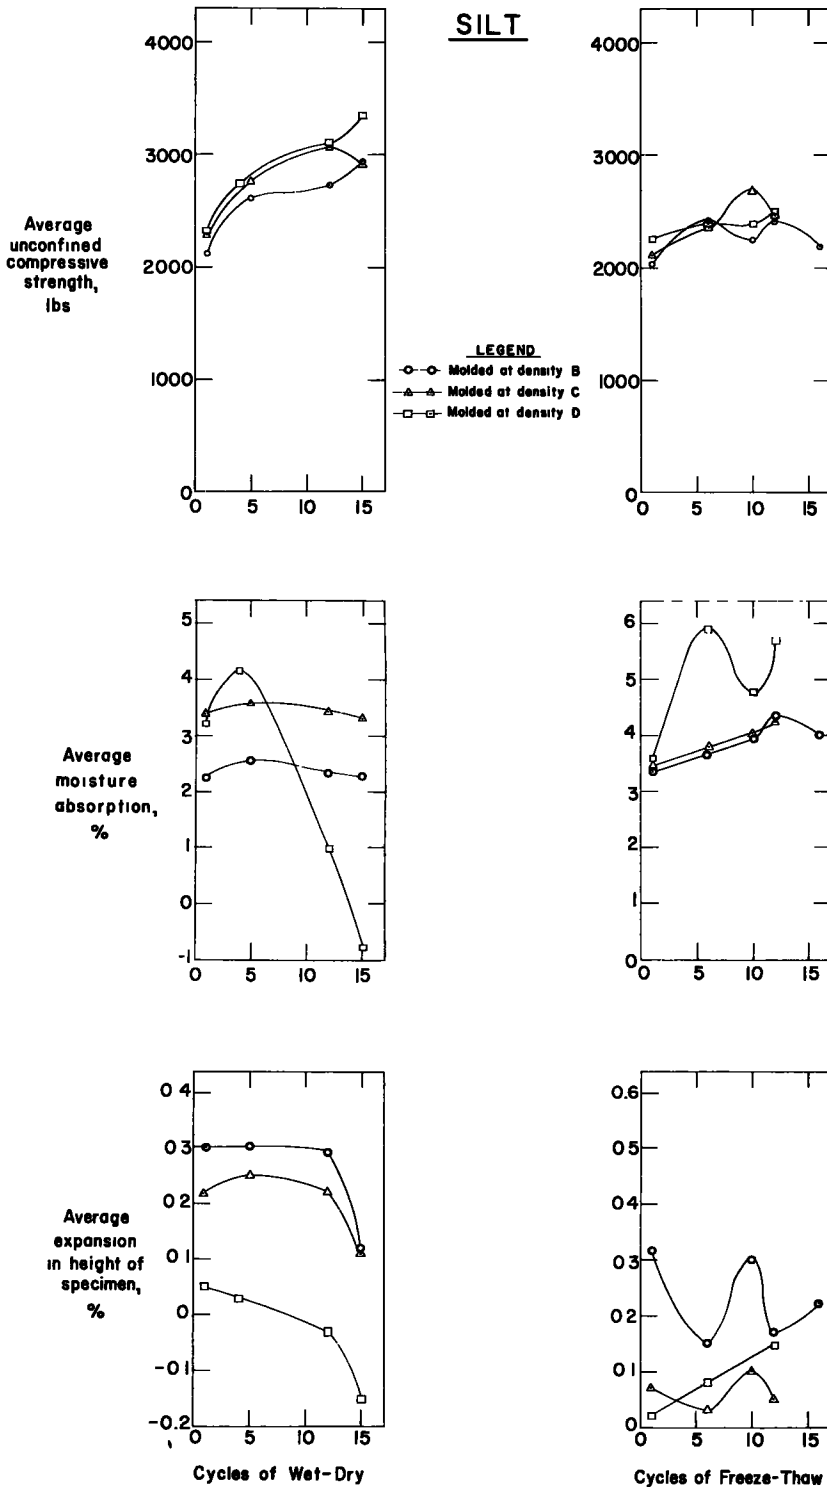 SILT
4000
3000
2000
1000
0
0 5 10 15
Average
unconfined
compressive
strength,
lbs
4000
3000
2000
1000
0
0 5 10 15
LEGEND
Molded at density B
Molded at density C
Molded at density D
5
4
3
2
1
0
-1
0 5 10 15
Average
moisture
absorption,
%
6
5
4
3
2
1
0
0 5 10 15
0 4
0 3
0 2
0 1
0
-0 1
-0.2
0 5 10 15
Average
expansion
in height of
specimen,
%
Cycles of Wet-Dry
0.6
0 5
0 4
0 3
0 2
0 1
0
0 5 10 15
Cycles of Freeze-Thaw